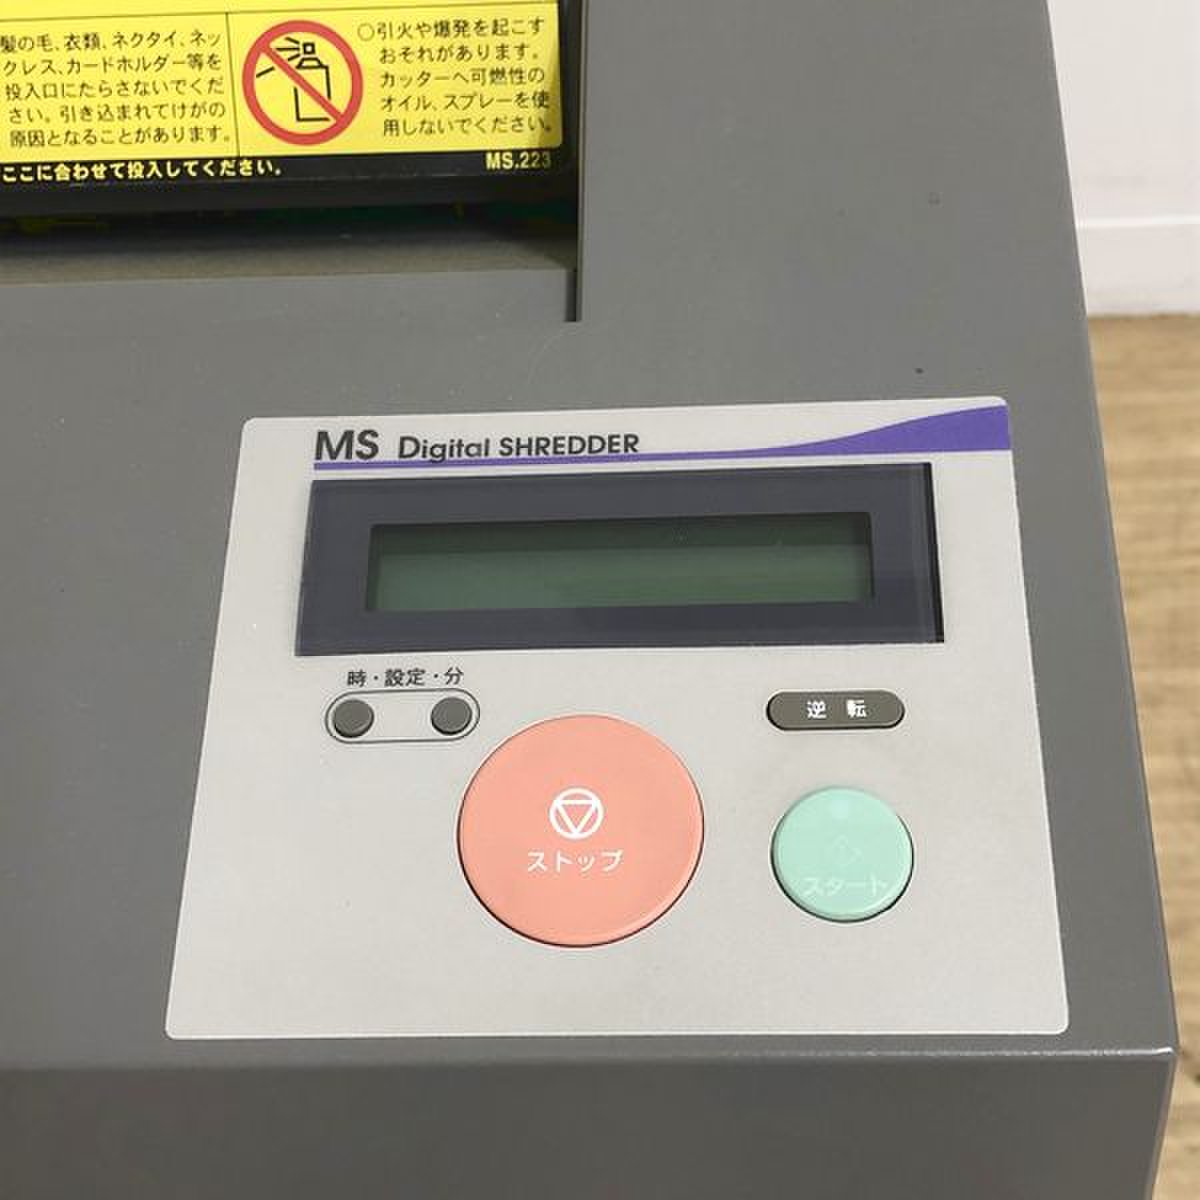 髪の毛、衣類、ネクタイ、ネッ
クレス、カードホルダー等を
投入口にたらさないでくだ
さい。引き込まれてけがの
原因となることがあります。
○引火や爆発を起こす
おそれがあります。
カッターへ可燃性の
オイル、スプレーを使
用しないでください。
ここに合わせて投入してください。
MS.223
MS Digital SHREDDER
時・設定・分
逆転
ストップ
スタート